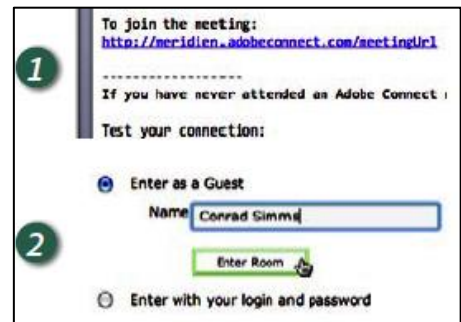 To join the meeting:
http://meridien.adobeconnect.com/meetingUrl
------------------
If you have never attended an Adobe Connect
Test your connection:
1
Enter as a Guest
Name Conrad Simms
2
Enter Room
Enter with your login and password